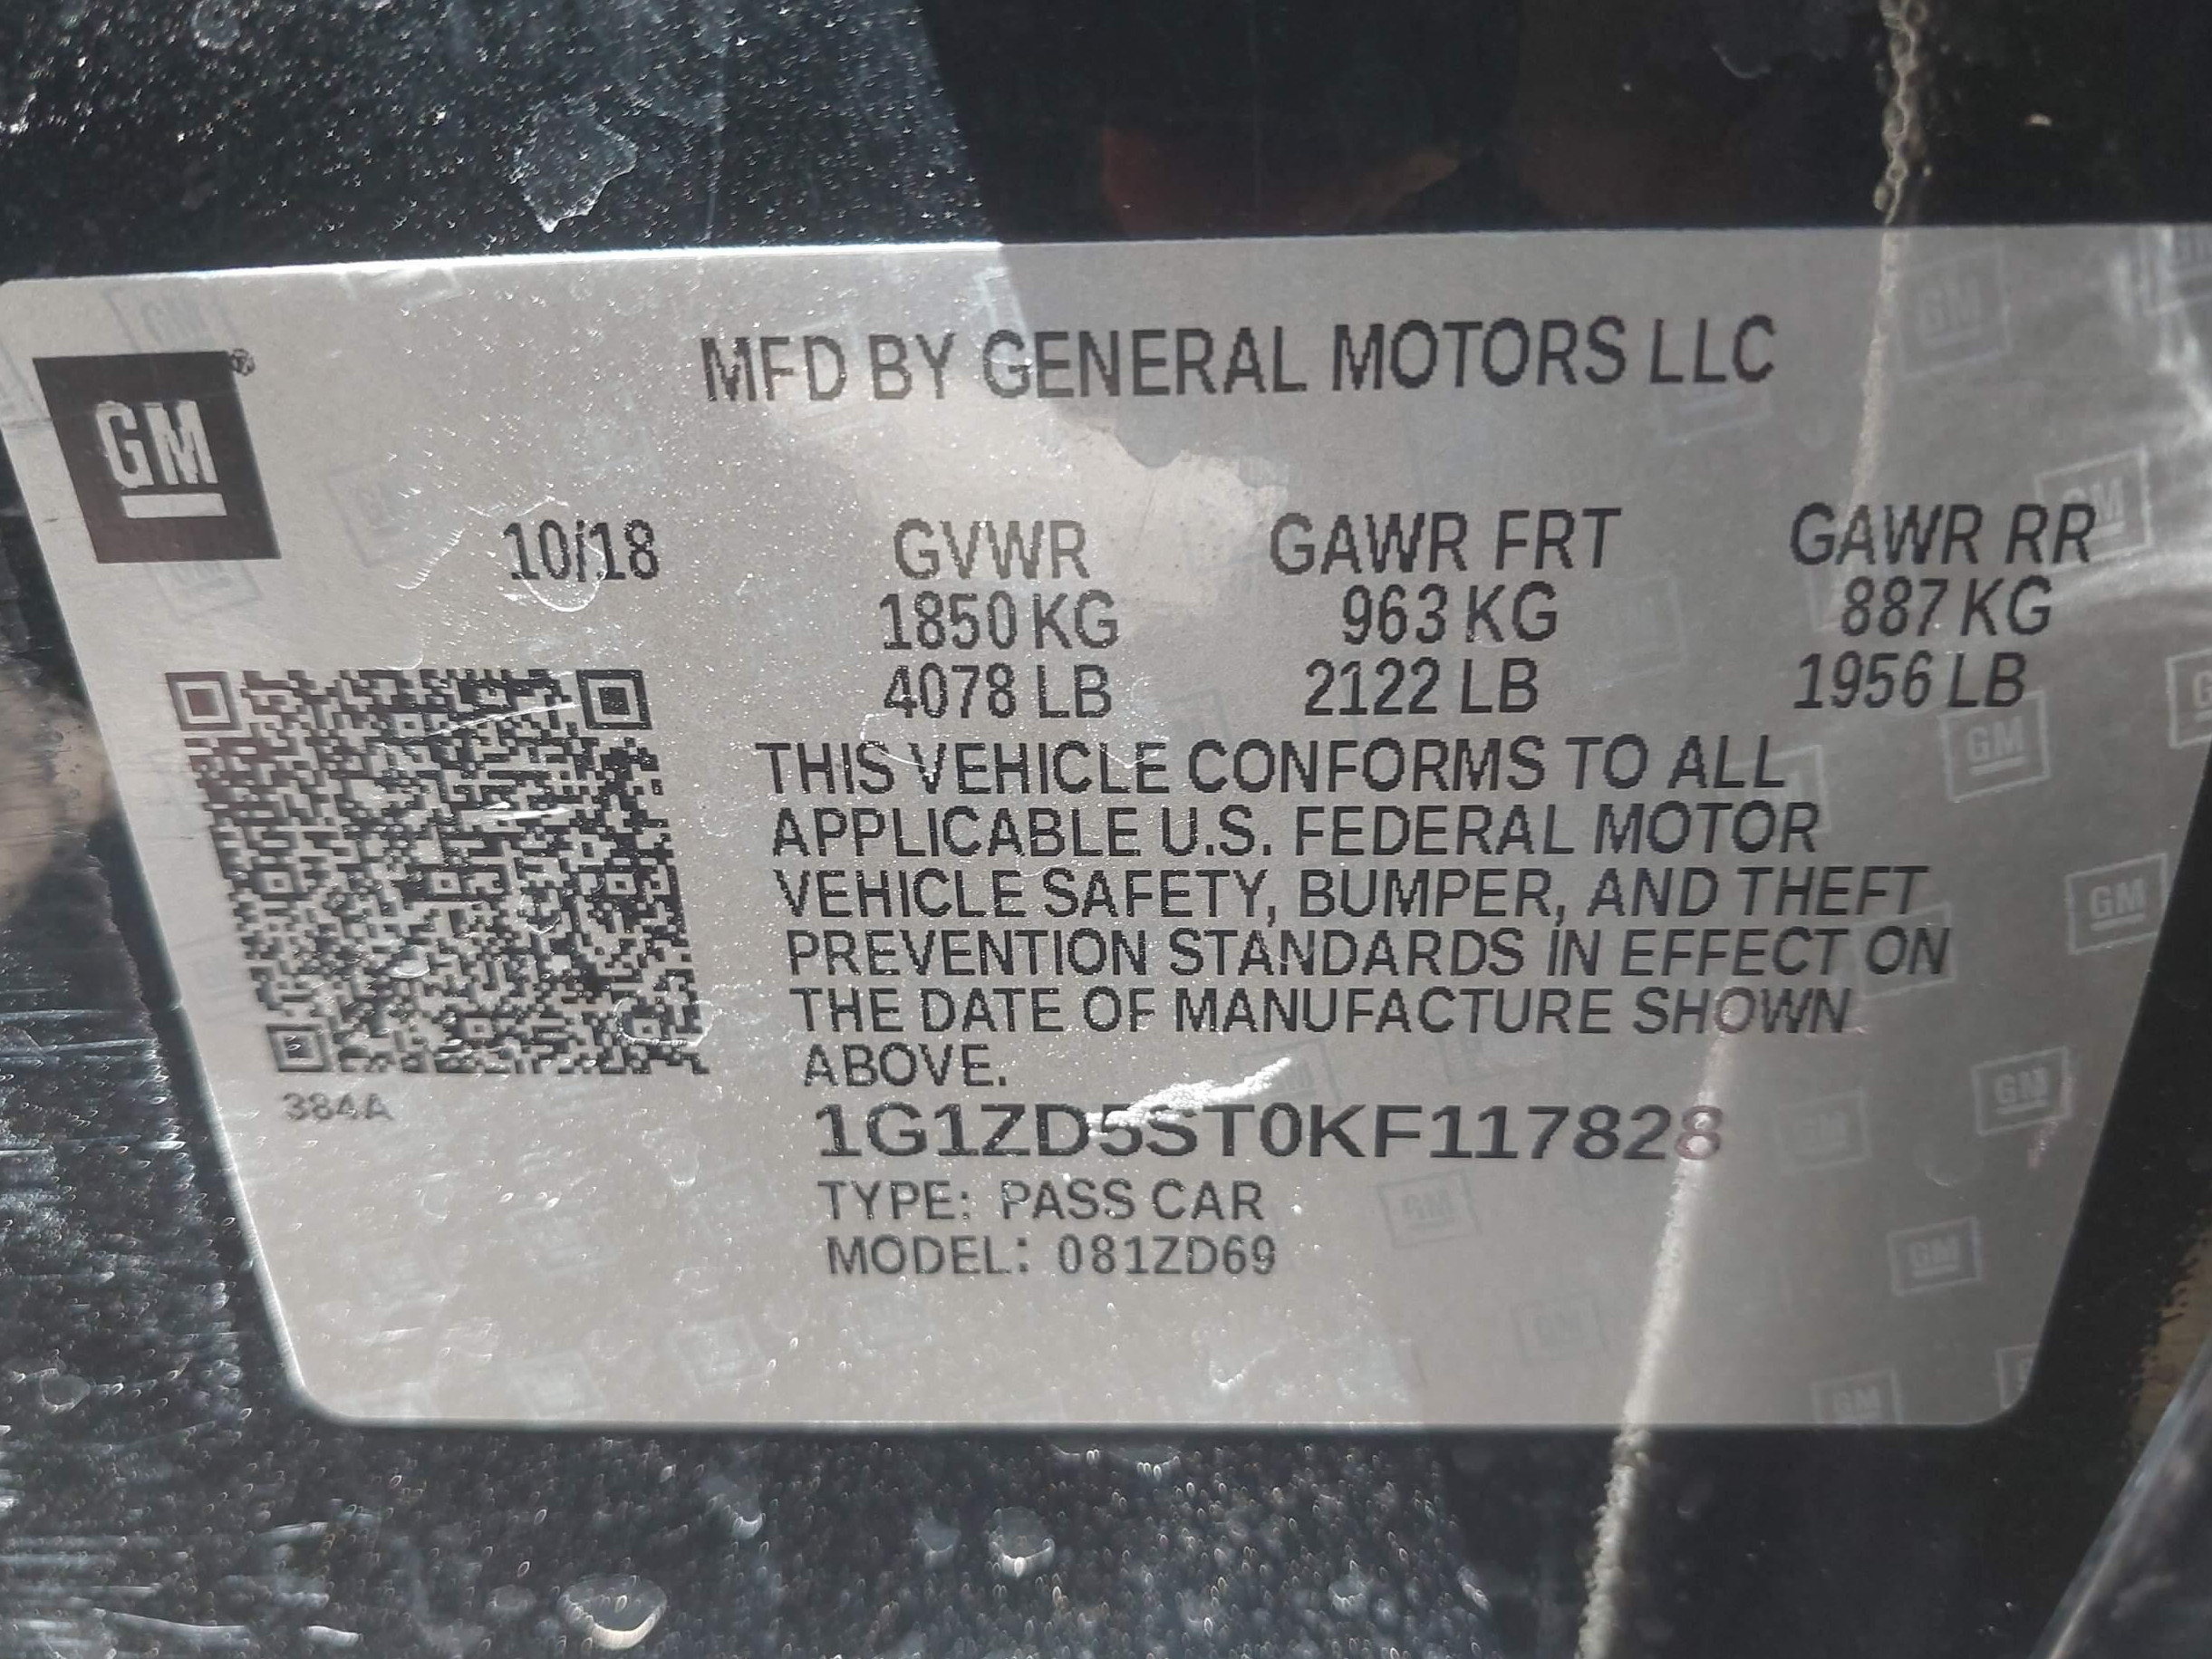 MFD BY GENERAL MOTORS LLC
GM®
10/18 GVWR GAWR FRT GAWR RR
1850 KG 963 KG 887 KG
4078 LB 2122 LB 1956 LB
THIS VEHICLE CONFORMS TO ALL
APPLICABLE U.S. FEDERAL MOTOR
VEHICLE SAFETY, BUMPER, AND THEFT
PREVENTION STANDARDS IN EFFECT ON
THE DATE OF MANUFACTURE SHOWN
ABOVE.
384A
1G1ZD5ST0KF117828
TYPE: PASS CAR
MODEL: 081ZD69